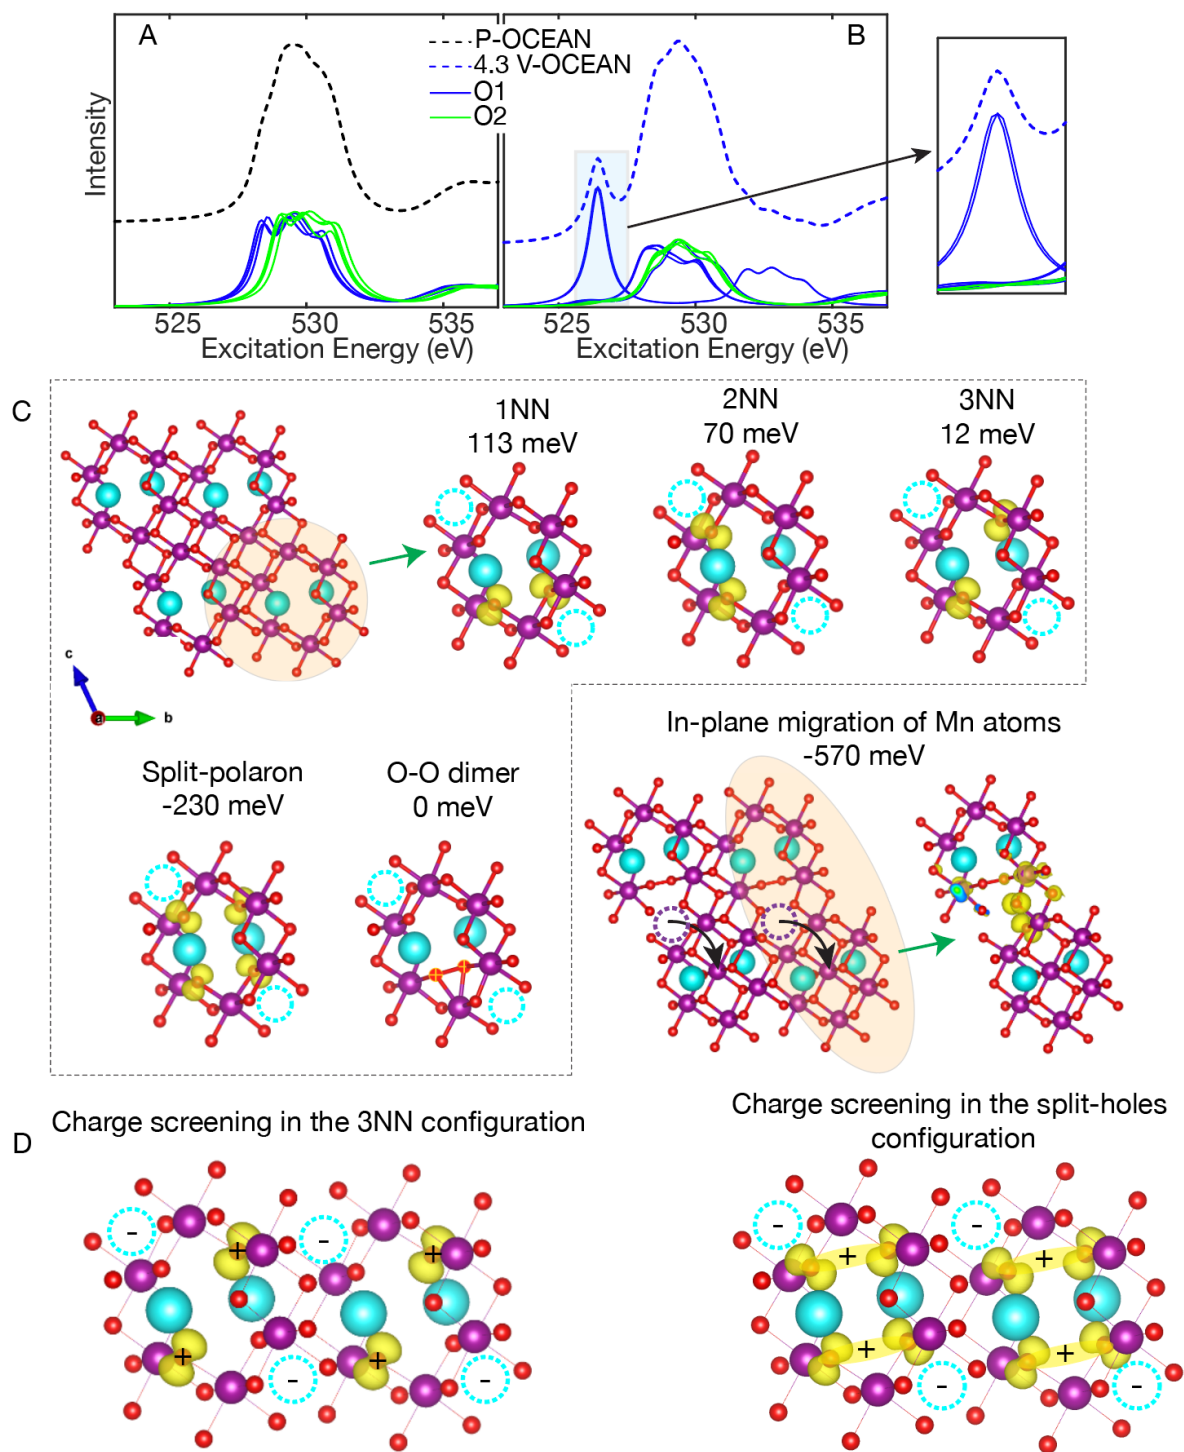 A
P-OCEAN
4.3 V-OCEAN
O1
O2
B
Intensity
525
530
535
525
530
535
Excitation Energy (eV)
Excitation Energy (eV)
C
1NN
113 meV
2NN
70 meV
3NN
12 meV
c
a
b
Split-polaron
-230 meV
O-O dimer
0 meV
In-plane migration of Mn atoms
-570 meV
D
Charge screening in the 3NN configuration
Charge screening in the split-holes
configuration
- + - +
+ - + -
- + - +
+ - + -